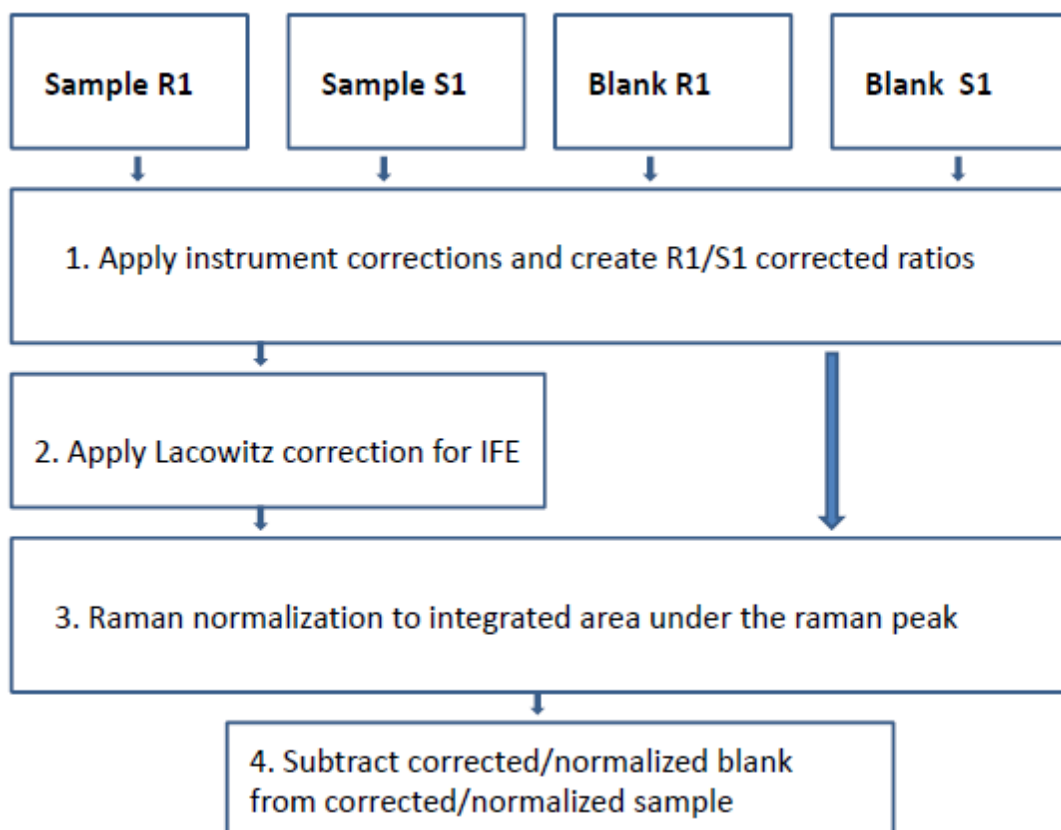 Sample R1
Sample S1
Blank R1
Blank S1
1. Apply instrument corrections and create R1/S1 corrected ratios
2. Apply Lacowitz correction for IFE
3. Raman normalization to integrated area under the raman peak
4. Subtract corrected/normalized blank
from corrected/normalized sample